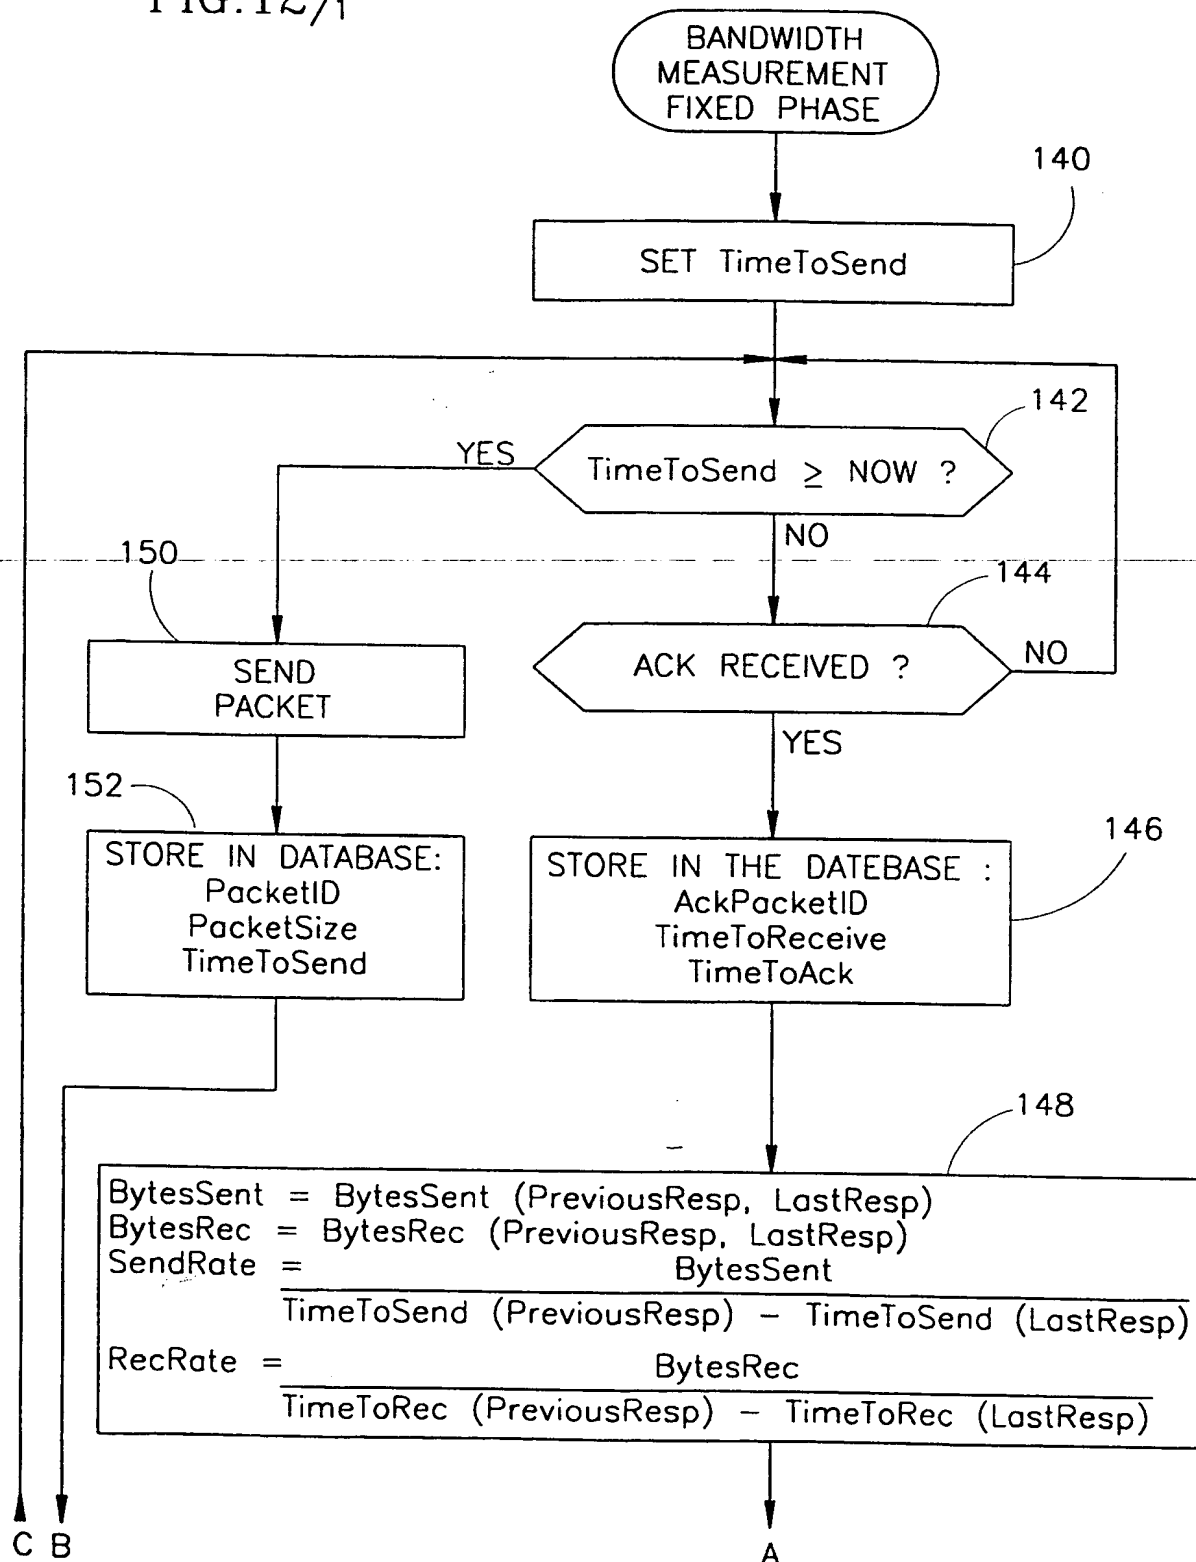 FIG.12/1
BANDWIDTH
MEASUREMENT
FIXED PHASE
140
SET TimeToSend
142
YES
TimeToSend ≥ NOW ?
NO
150
144
SEND
PACKET
ACK RECEIVED ?
NO
YES
152
146
STORE IN DATABASE:
PacketID
PacketSize
TimeToSend
STORE IN THE DATEBASE :
AckPacketID
TimeToReceive
TimeToAck
148
BytesSent = BytesSent (PreviousResp, LastResp)
BytesRec = BytesRec (PreviousResp, LastResp)
SendRate = BytesSent
TimeToSend (PreviousResp) – TimeToSend (LastResp)
RecRate = BytesRec
TimeToRec (PreviousResp) – TimeToRec (LastResp)
C B
A